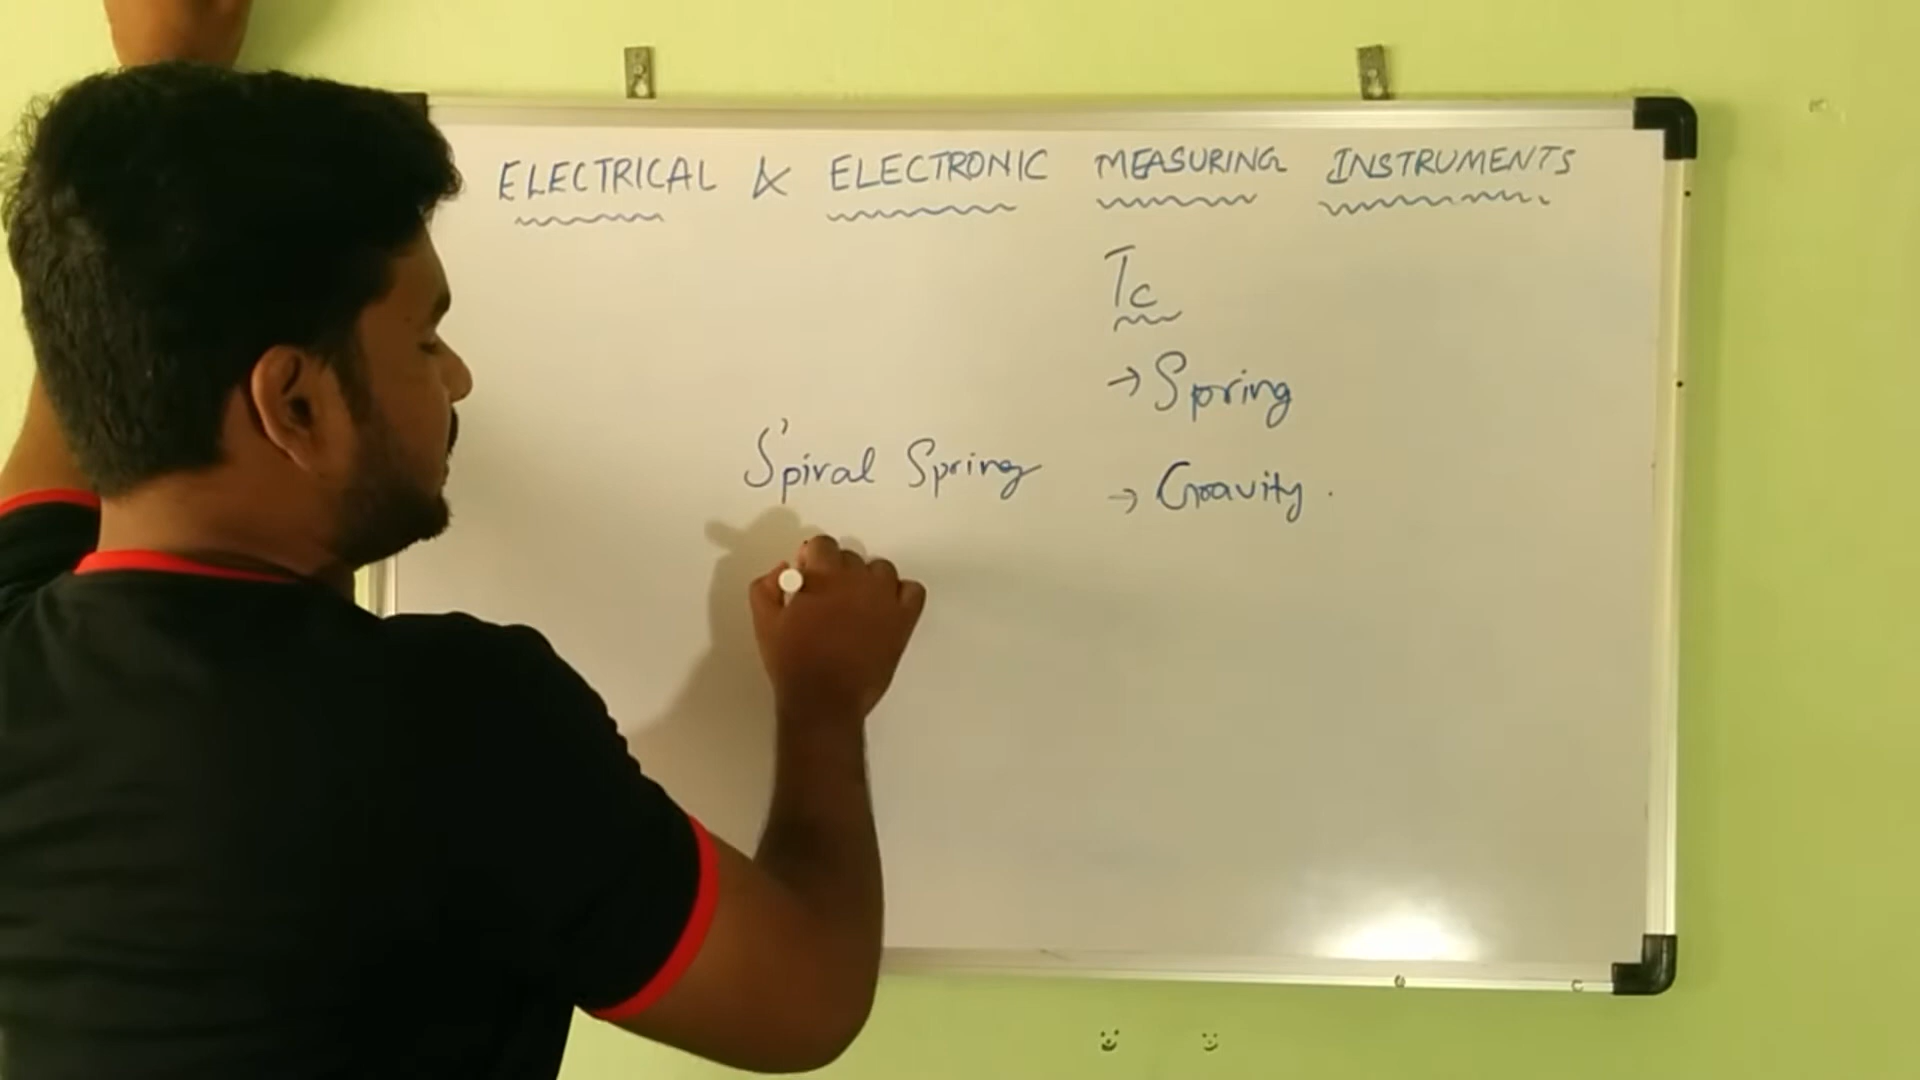 ELECTRICAL & ELECTRONIC MEASURING INSTRUMENTS
Tc
→ Spring
Spiral Spring
→ Gravity.